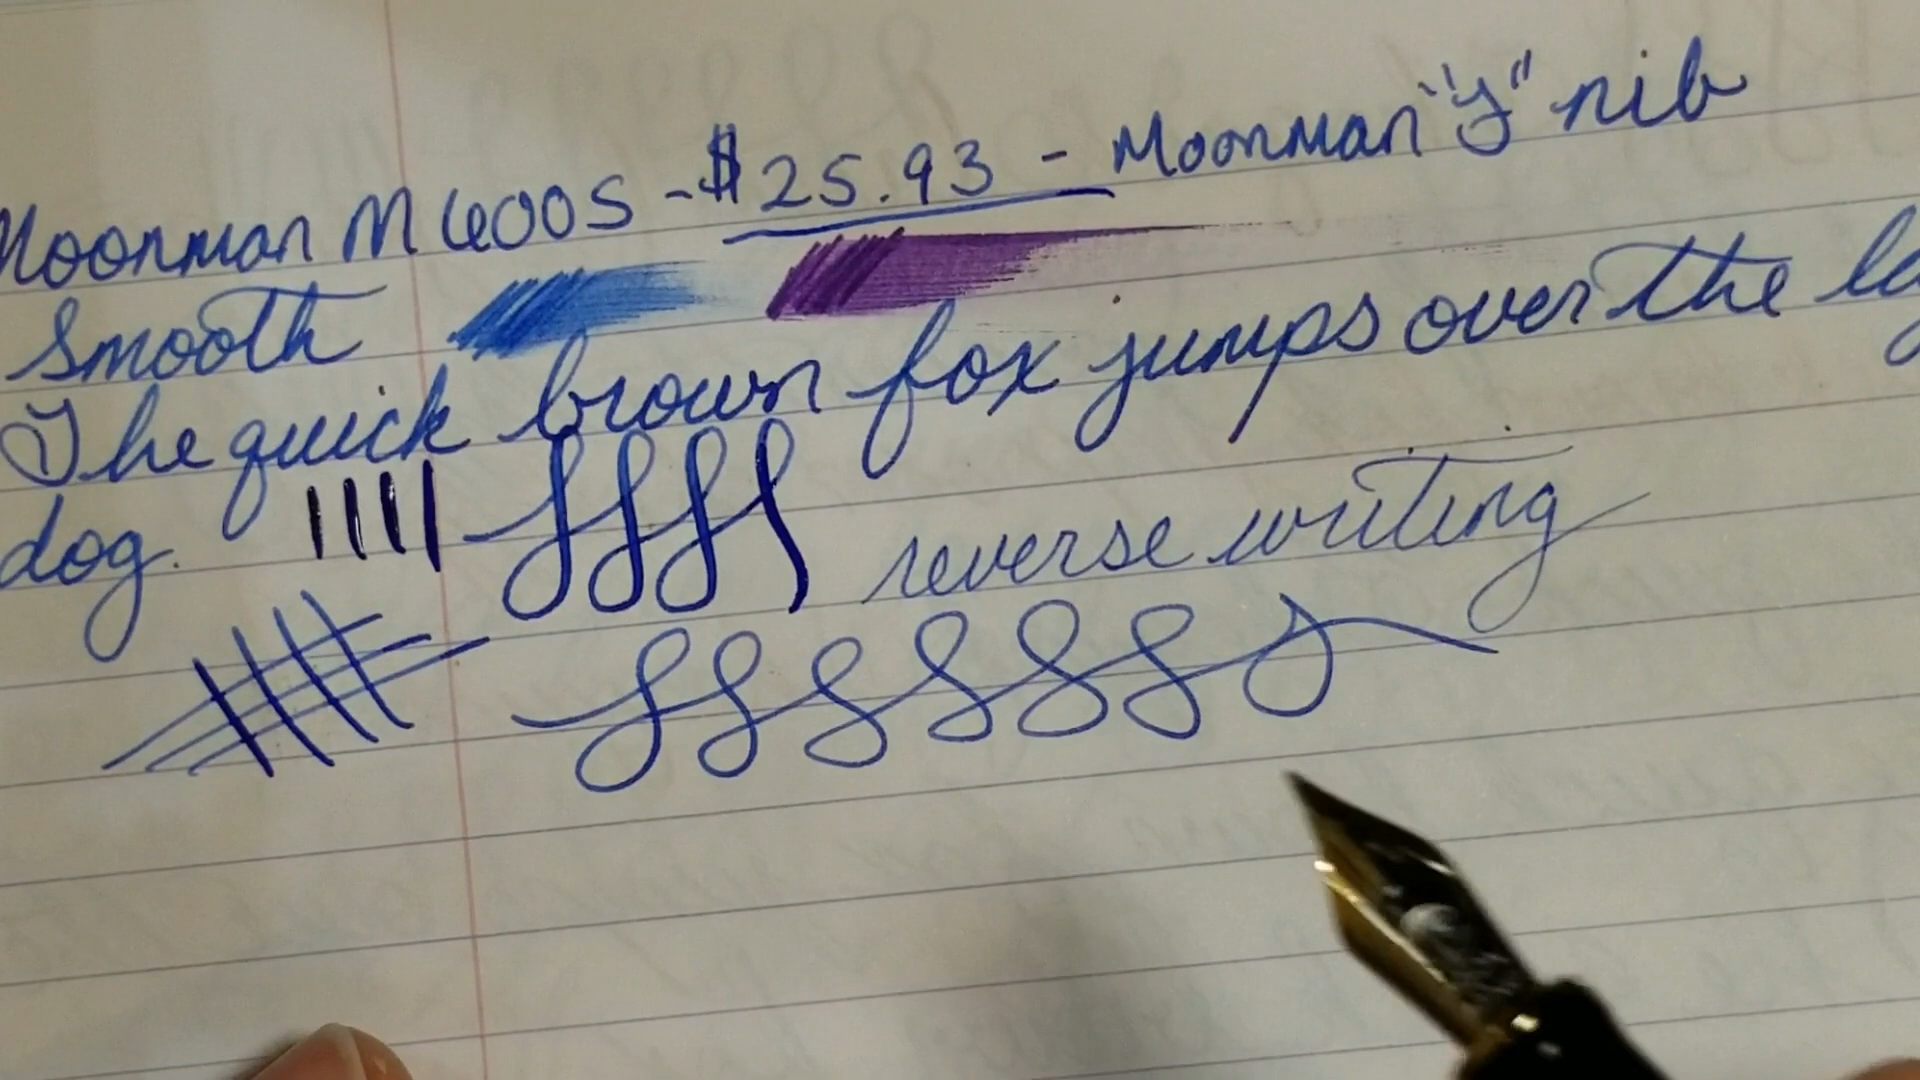 Moonman M600S - $25.93 - Moonman "f" nib
Smooth
The quick brown fox jumps over the
dog. reverse writing